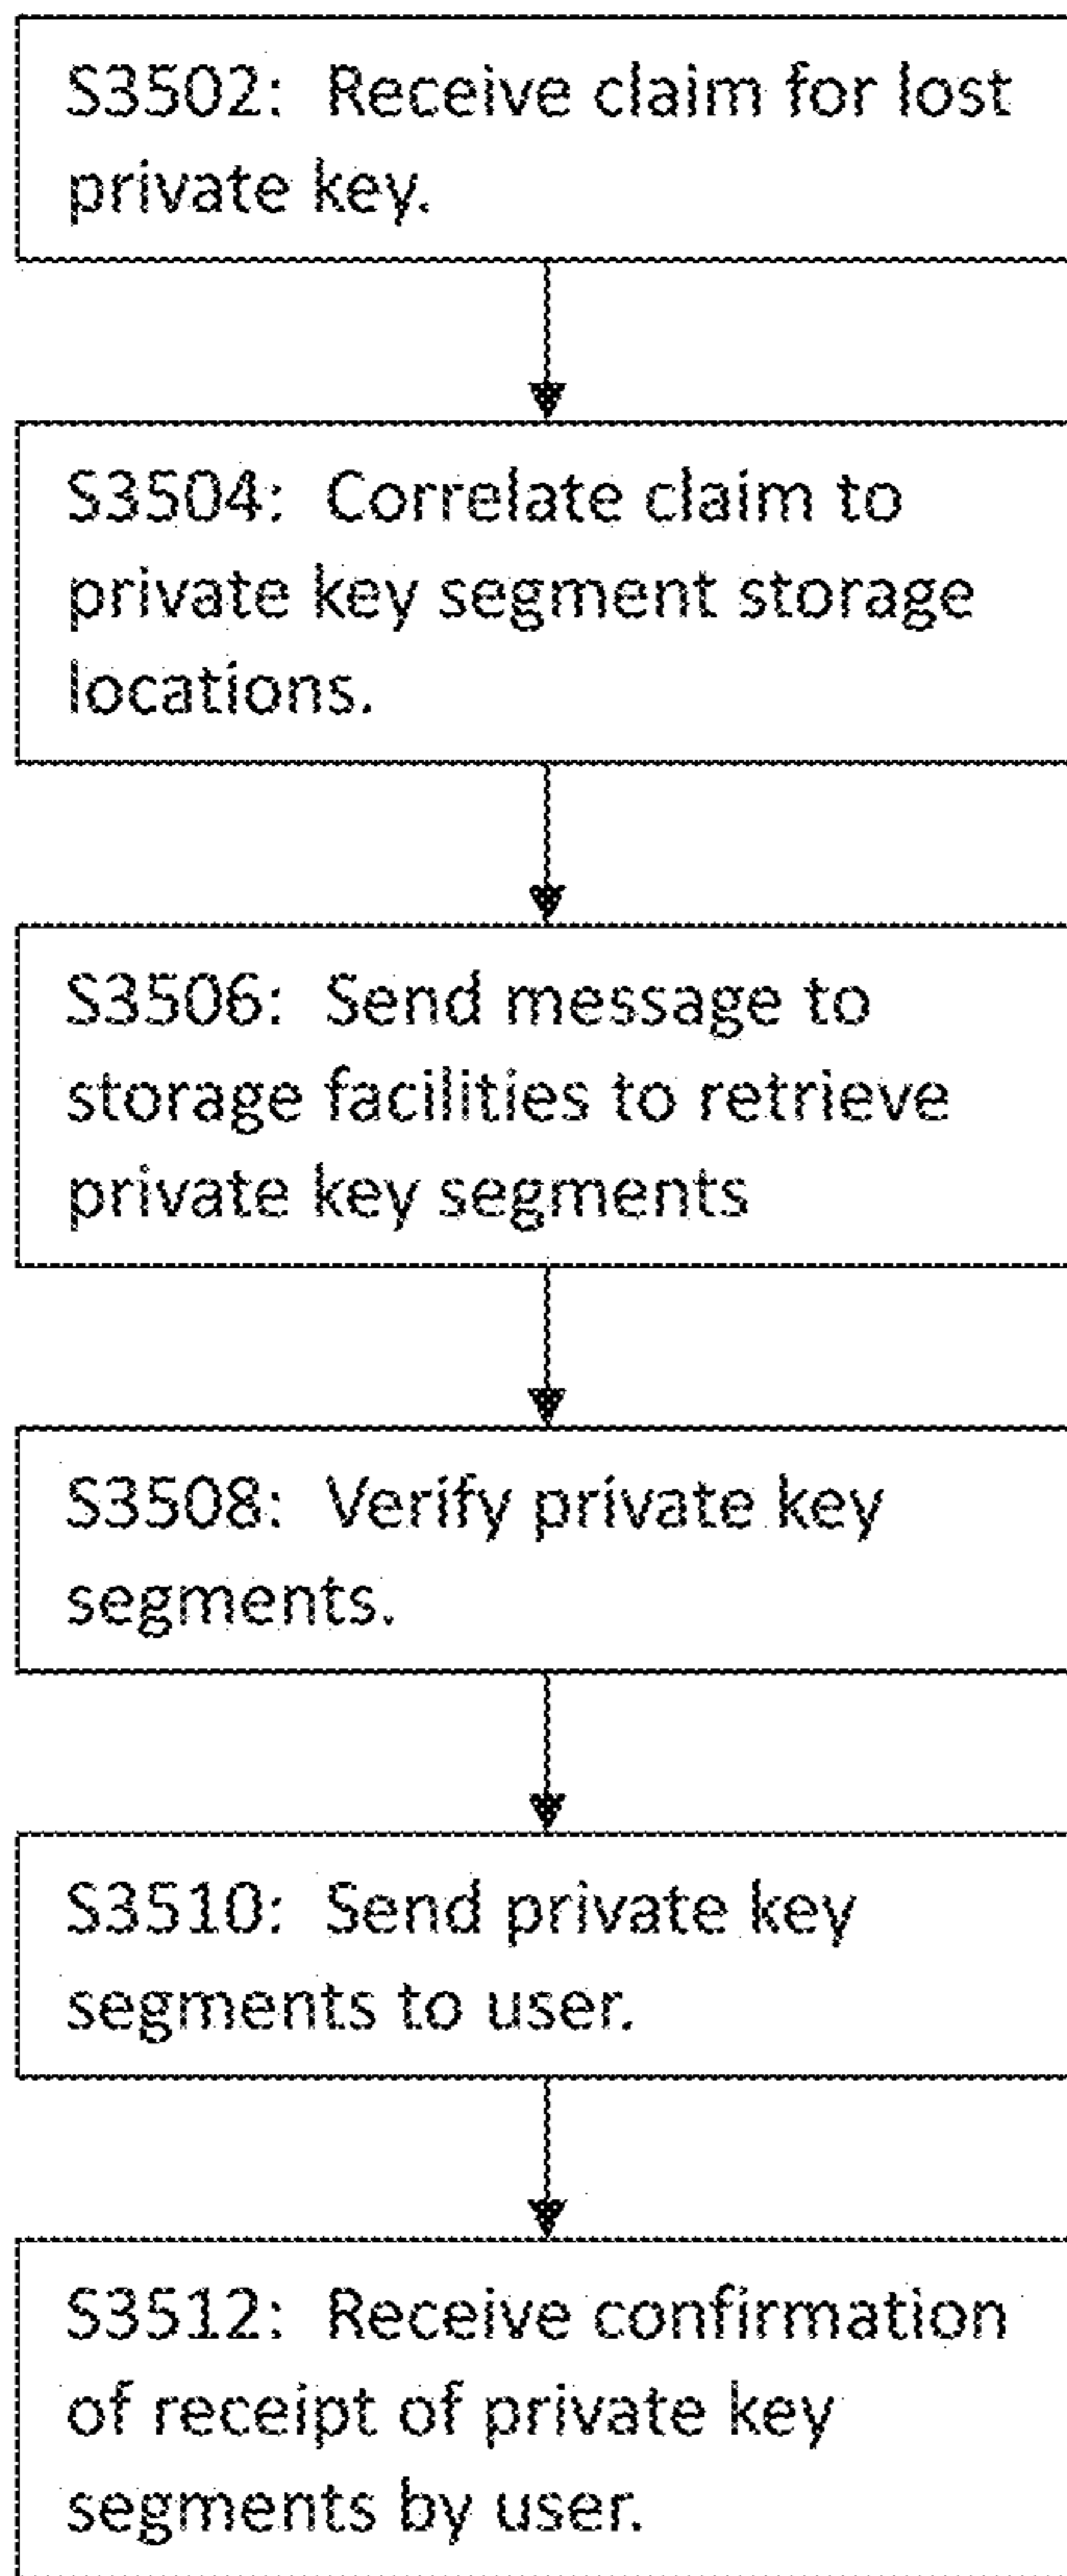 S3502: Receive claim for lost
private key.
S3504: Correlate claim to
private key segment storage
locations.
S3506: Send message to
storage facilities to retrieve
private key segments
S3508: Verify private key
segments.
S3510: Send private key
segments to user.
S3512: Receive confirmation
of receipt of private key
segments by user.